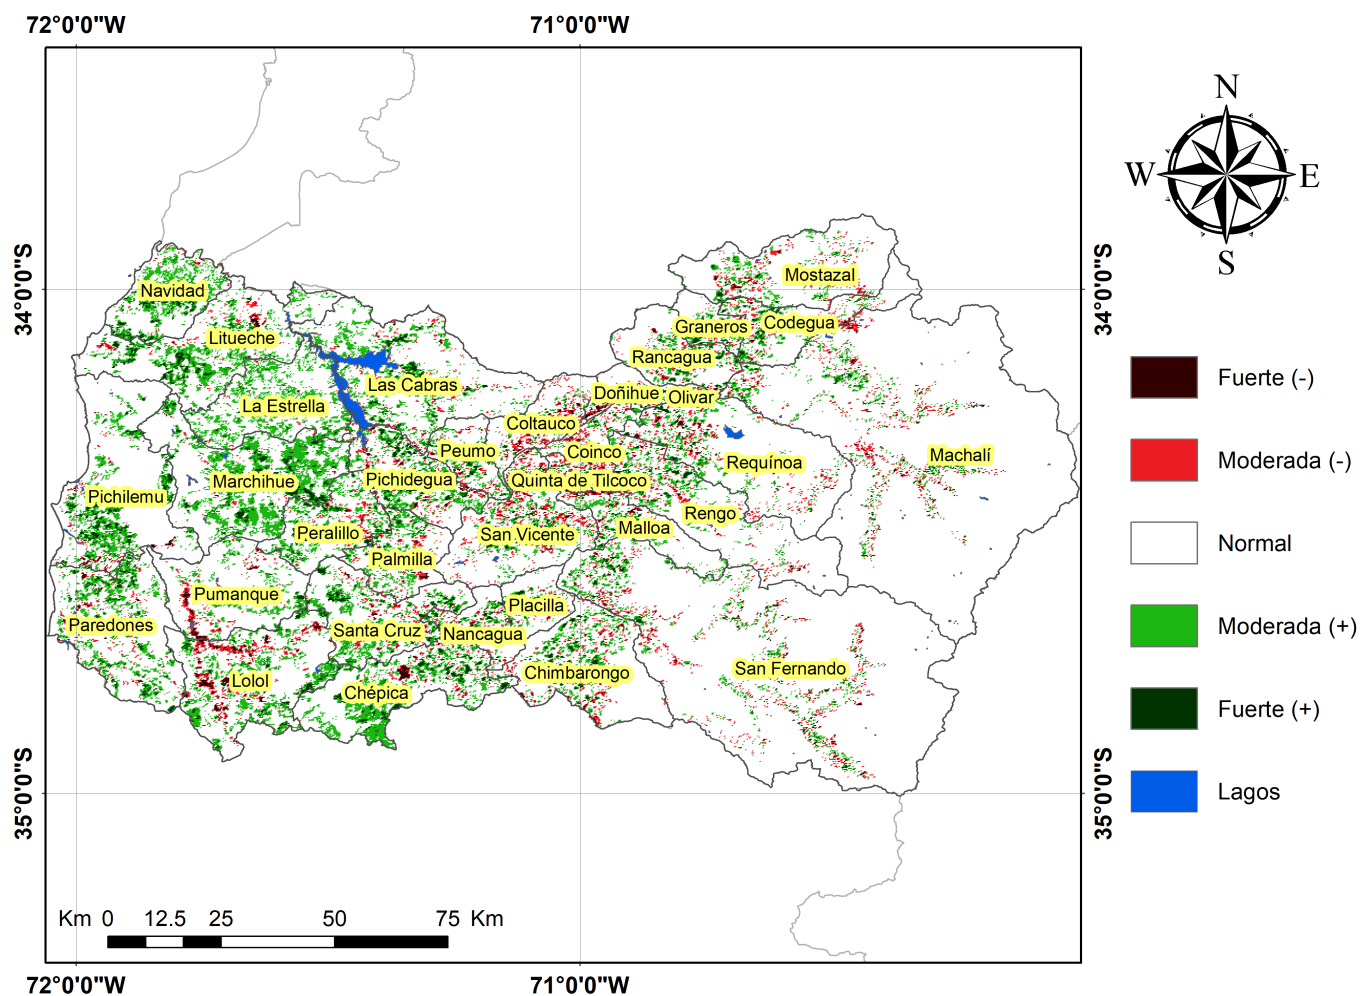 72°0'0"W
71°0'0"W
N
W
E
S
34°0'0"S
34°0'0"S
Mostazal
Navidad
Graneros
Codegua
Litueche
Rancagua
Las Cabras
Doñihue
Olivar
La Estrella
Coltauco
Peumo
Coinco
Machalí
Requínoa
Marchihue
Pichidegua
Quinta de Tilcoco
Pichilemu
Rengo
Peralillo
San Vicente
Malloa
Palmilla
Pumanque
Placilla
Paredones
Santa Cruz
Nancagua
San Fernando
Lolol
Chimbarongo
Chépica
Fuerte (-)
Moderada (-)
Normal
Moderada (+)
Fuerte (+)
Lagos
35°0'0"S
35°0'0"S
Km 0 12.5 25 50 75 Km
72°0'0"W
71°0'0"W